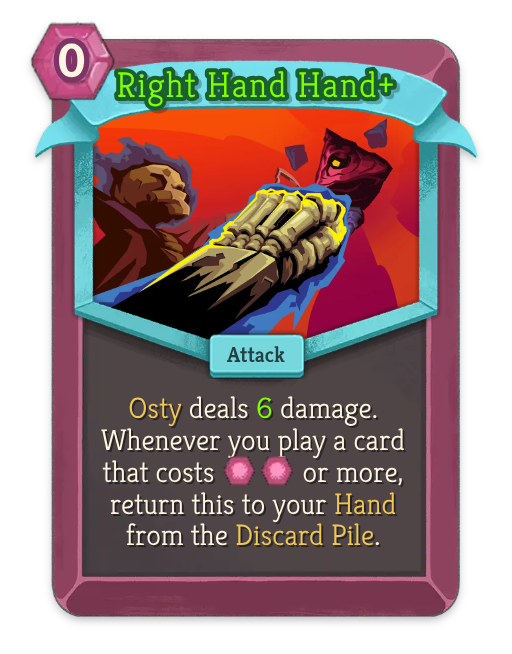 0
Right Hand Hand+
Attack
Osty deals 6 damage.
Whenever you play a card
that costs or more,
return this to your Hand
from the Discard Pile.